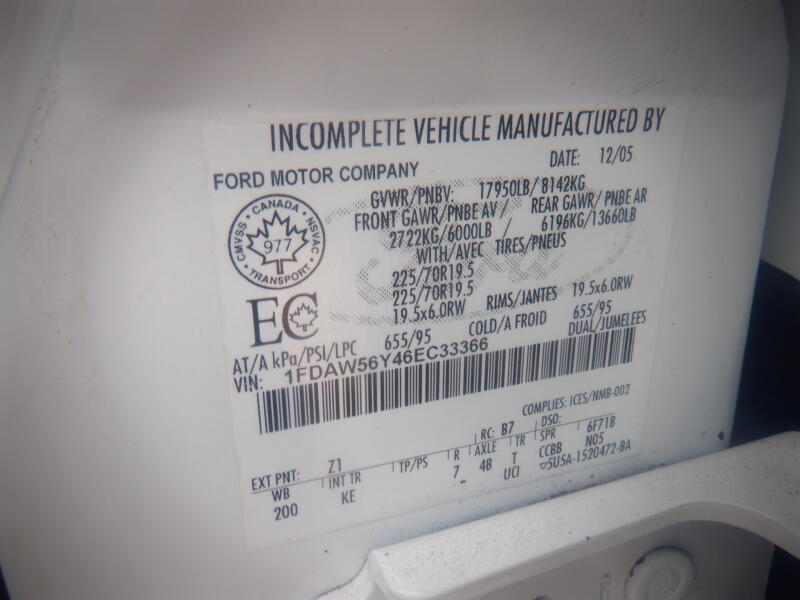 INCOMPLETE VEHICLE MANUFACTURED BY
FORD MOTOR COMPANY
DATE: 12/05
GVWR/PNBV: 17950LB/ 8142KG
FRONT GAWR/PNBE AV / REAR GAWR/PNBE AR
2722KG/6000LB / 6196KG/13660LB
WITH/AVEC TIRES/PNEUS
225/70R19.5
225/70R19.5
19.5x6.0RW RIMS/JANTES 19.5x6.0RW
AT/A kPa/PSI/LPC 655/95 COLD/A FROID 655/95
DUAL/JUMELEES
CMVSS • CANADA • NSVAC
977
TRANSPORT
EC
VIN: 1FDAW56Y46EC33366
COMPLIES: ICES/NMB-002
EXT PNT: Z1 RC: B7 DSO:
WB INT TR TP/PS R AXLE TR SPR 6F718
200 KE 7 48 T CCBB N05
UCI 5U5A-1520472-BA